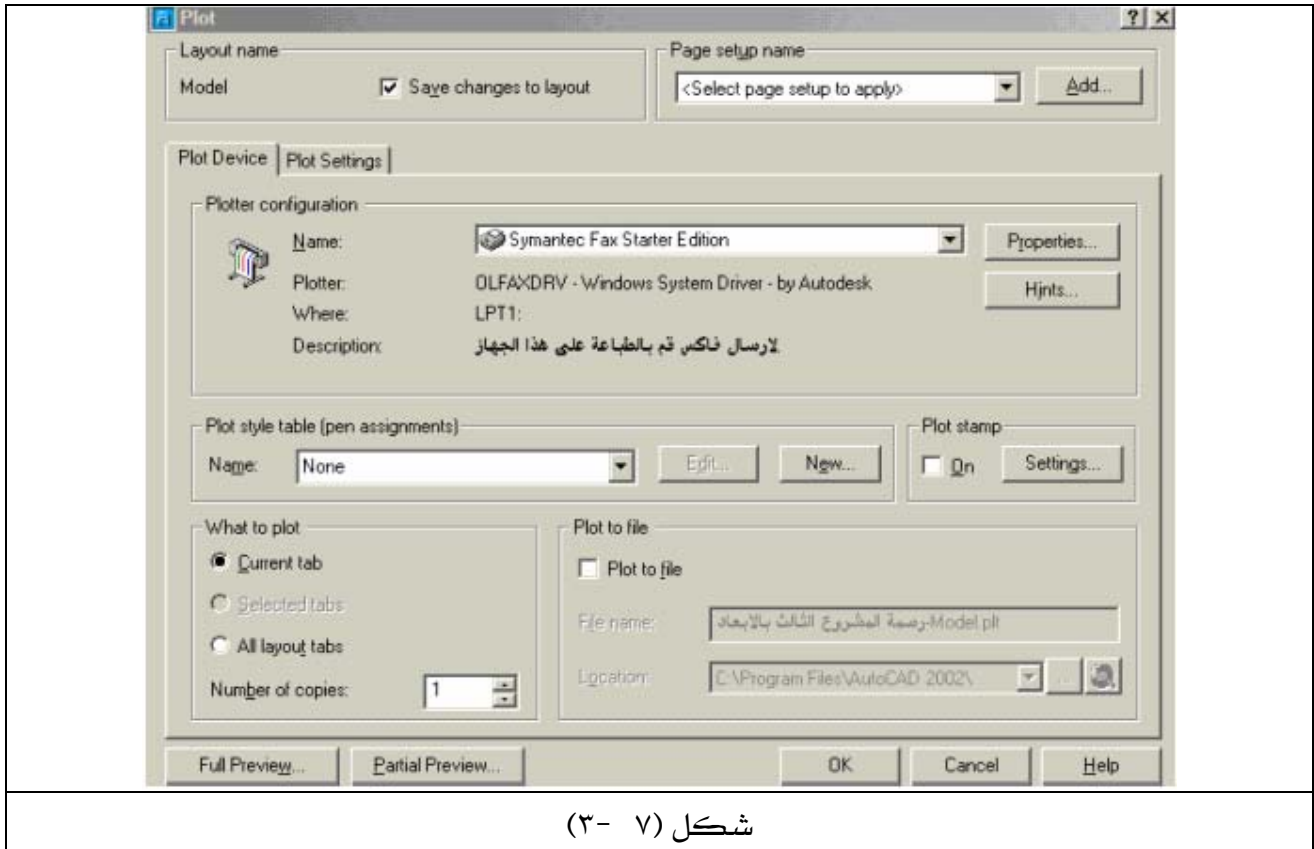 Plot
Layout name
Model
Save changes to layout
Page setup name
<Select page setup to apply>
Add...
Plot Device
Plot Settings
Plotter configuration
Name:
Symantec Fax Starter Edition
Properties...
Plotter:
OLFAXDRV - Windows System Driver - by Autodesk
Hints...
Where:
LPT1:
Description:
لارسال فاكس قم بالطباعة على هذا الجهاز
Plot style table (pen assignments)
Name:
None
Edit...
New...
Plot stamp
On
Settings...
What to plot
Current tab
Selected tabs
All layout tabs
Number of copies:
1
Plot to file
Plot to file
File name:
رسمة المشروع الثالث بالابعاد-Model.plt
Location:
C:\Program Files\AutoCAD 2002\
...
Full Preview...
Partial Preview...
OK
Cancel
Help
شكل (٧ -٣)